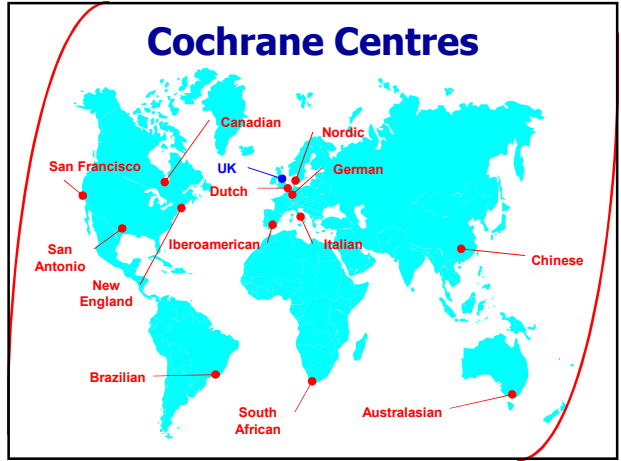 Cochrane Centres
Canadian
Nordic
San Francisco
UK
German
Dutch
San
Antonio
Iberoamerican
Italian
Chinese
New
England
Brazilian
South
African
Australasian